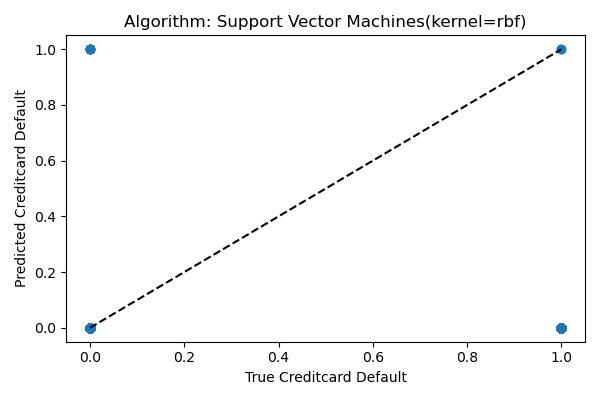 Algorithm: Support Vector Machines(kernel=rbf)
1.0
0.8
0.6
0.4
0.2
0.0
Predicted Creditcard Default
0.0 0.2 0.4 0.6 0.8 1.0
True Creditcard Default